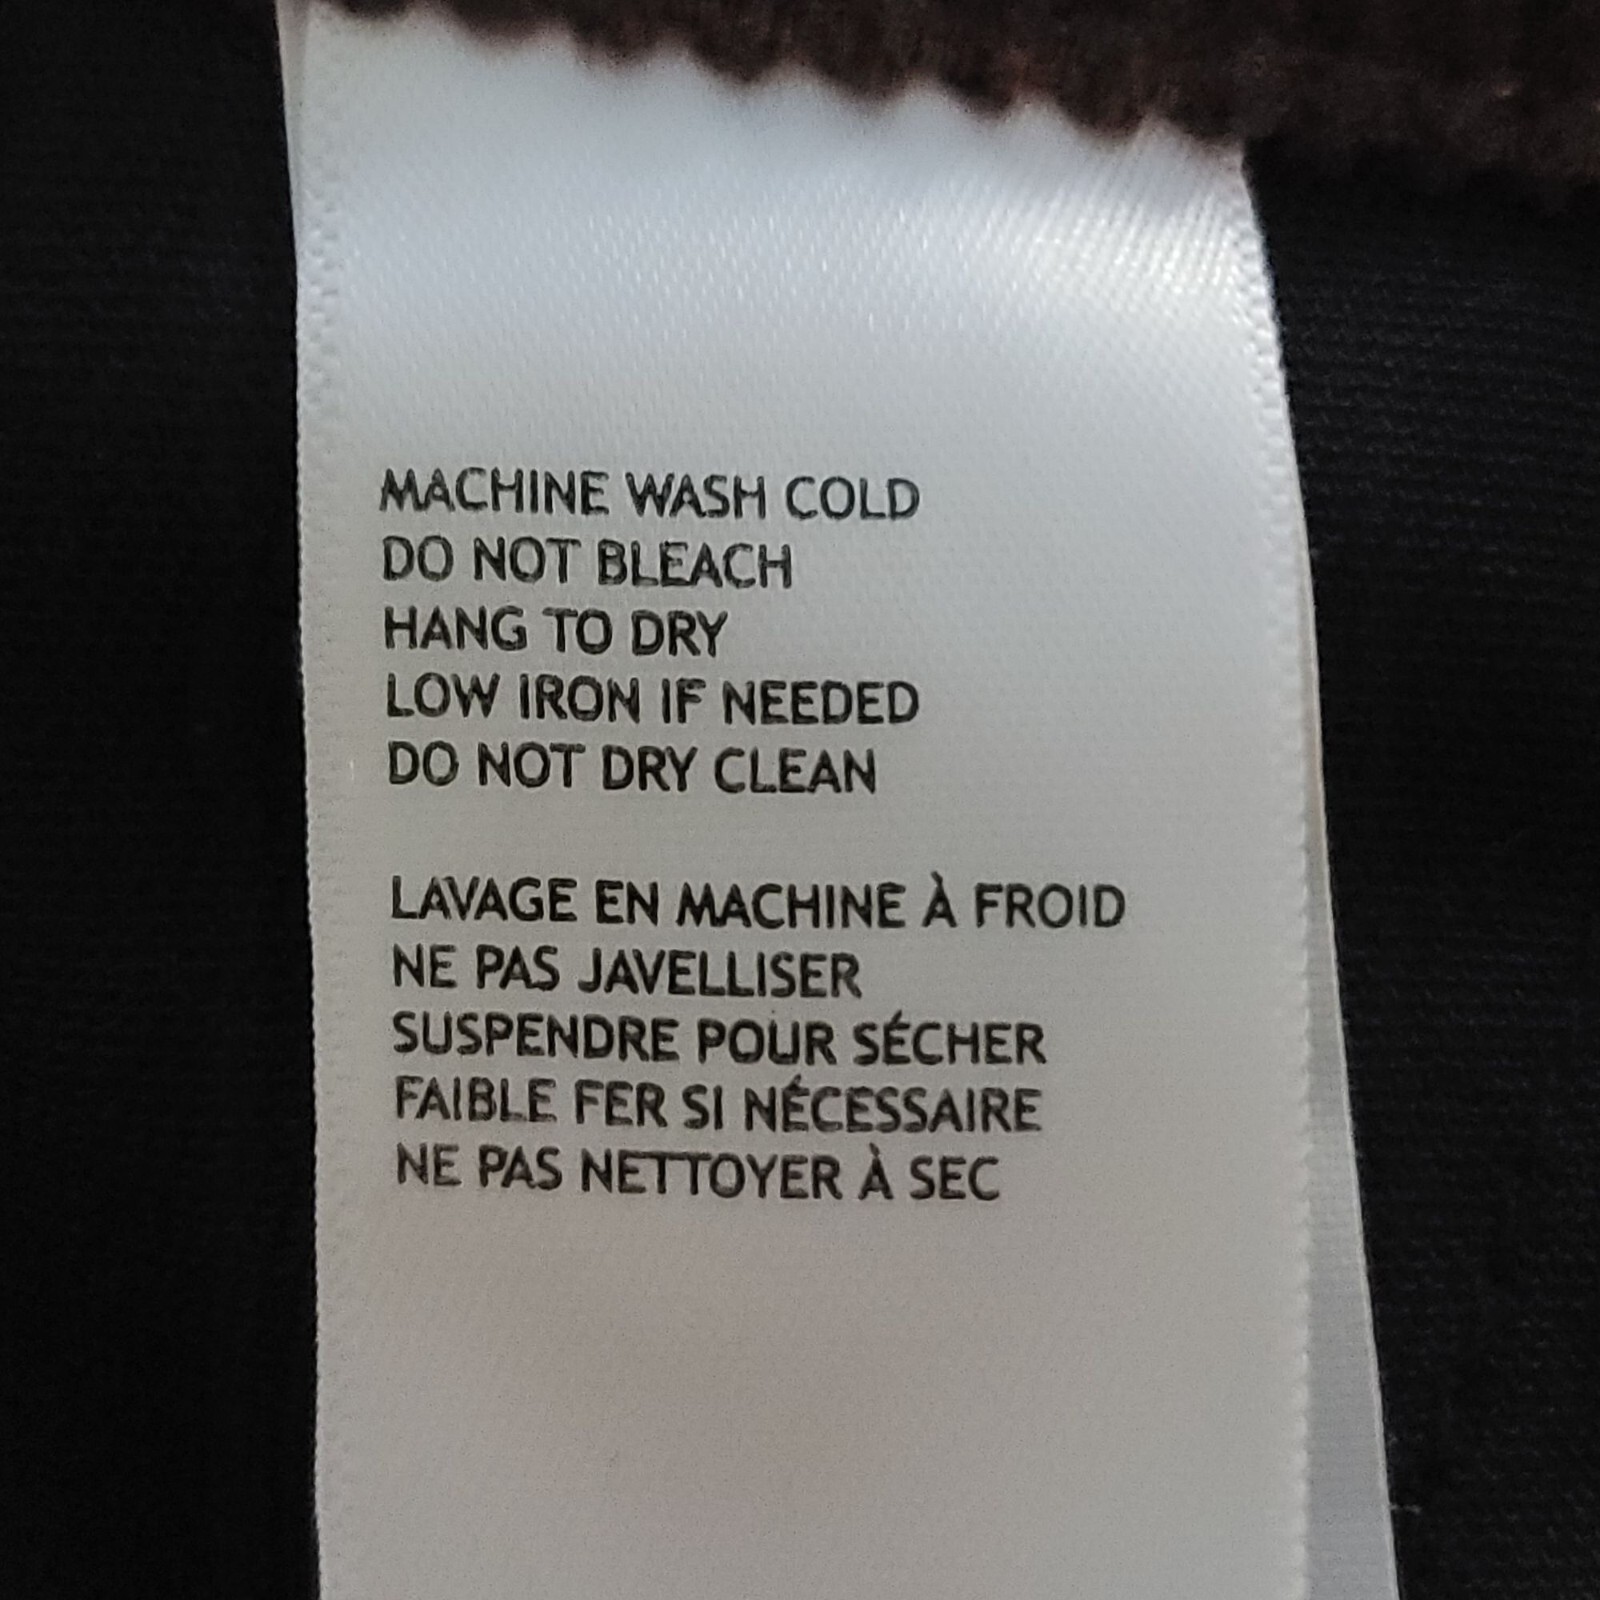 MACHINE WASH COLD
DO NOT BLEACH
HANG TO DRY
LOW IRON IF NEEDED
DO NOT DRY CLEAN
LAVAGE EN MACHINE À FROID
NE PAS JAVELLISER
SUSPENDRE POUR SÉCHER
FAIBLE FER SI NÉCESSAIRE
NE PAS NETTOYER À SEC